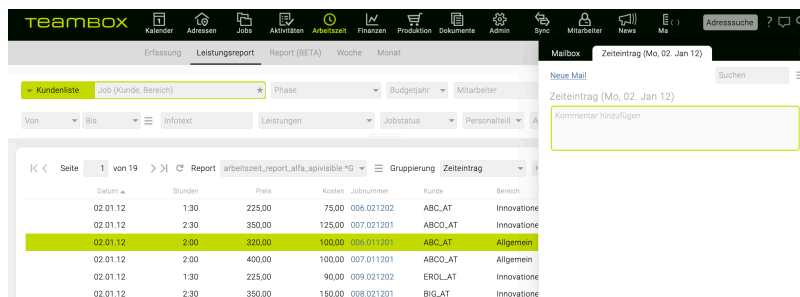 TEAMBOX
Kalender Adressen Jobs Aktivitäten Arbeitszeit Finanzen Produktion Dokumente Admin Sync Mitarbeiter News Ma Adresssuche ?
Erfassung Leistungsreport Report (BETA) Woche Monat
Mailbox Zeiteintrag (Mo, 02. Jan 12)
Neue Mail Suchen
Kundenliste Job (Kunde, Bereich) Phase Budgetjahr Mitarbeiter
Zeiteintrag (Mo, 02. Jan 12)
Kommentar hinzufügen
Von Bis Infotext Leistungen Jobstatus Personalteill A
Seite 1 von 19 Report arbeitszeit_report_alfa_apivisible *G Gruppierung Zeiteintrag
Datum Stunden Preis Kosten Jobnummer Kunde Bereich
02.01.12 1:30 225,00 75,00 006.021202 ABC_AT Innovatione
02.01.12 2:30 350,00 125,00 007.021201 ABCO_AT Innovatione
02.01.12 2:00 320,00 100,00 006.011201 ABC_AT Allgemein
02.01.12 2:00 400,00 100,00 007.011201 ABCO_AT Allgemein
02.01.12 1:30 225,00 90,00 009.021202 EROL_AT Innovatione
02.01.12 2:30 350,00 150,00 008.021201 BIG_AT Innovatione